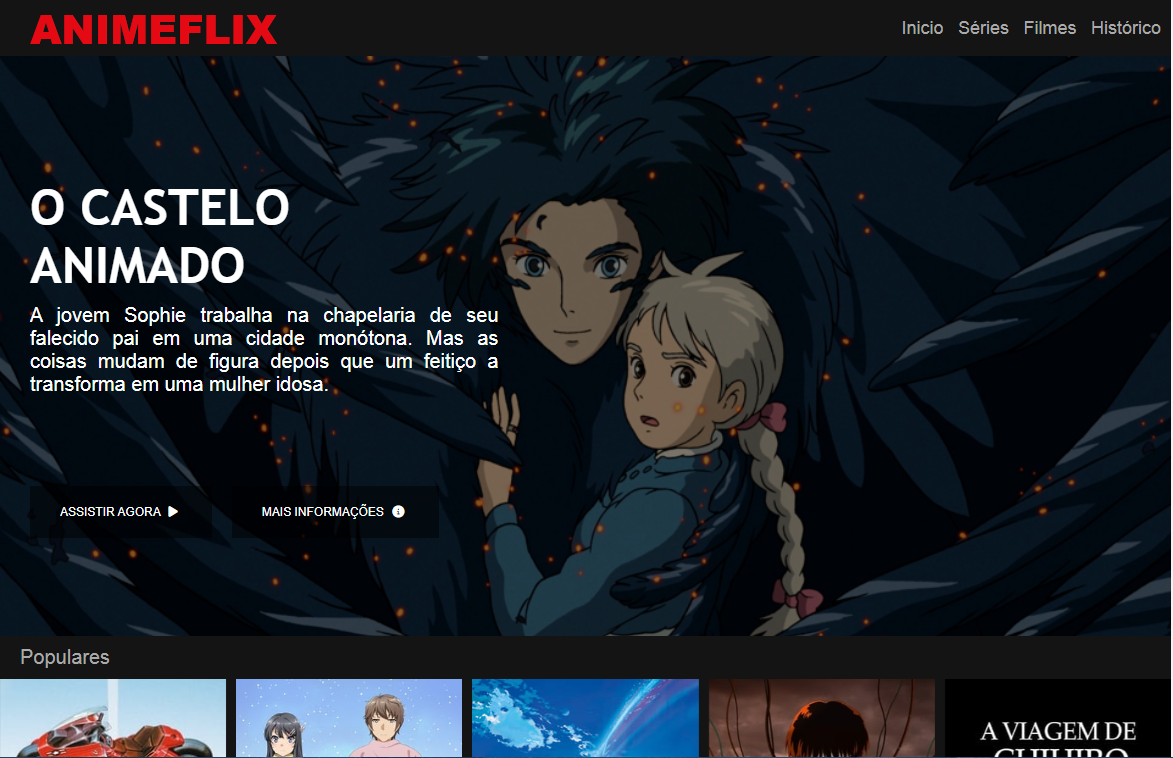 ANIMEFLIX
Inicio Séries Filmes Histórico
O CASTELO
ANIMADO
A jovem Sophie trabalha na chapelaria de seu
falecido pai em uma cidade monótona. Mas as
coisas mudam de figura depois que um feitiço a
transforma em uma mulher idosa.
ASSISTIR AGORA
MAIS INFORMAÇÕES
Populares
A VIAGEM DE
CHIHIRO